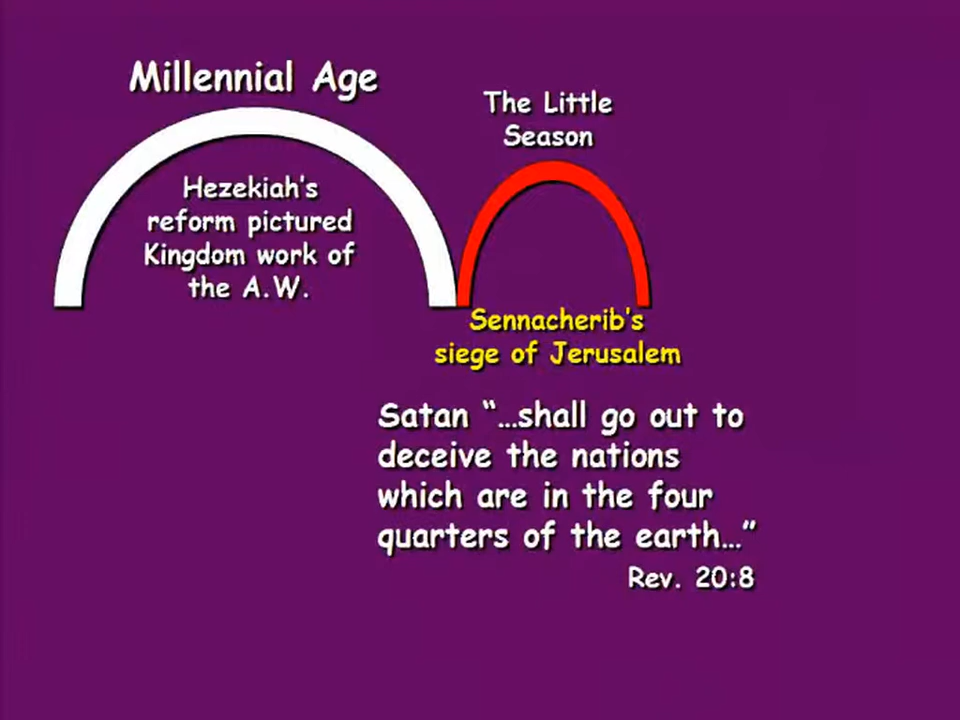 Millennial Age
The Little
Season
Hezekiah's
reform pictured
Kingdom work of
the A.W.
Sennacherib's
siege of Jerusalem
Satan “…shall go out to
deceive the nations
which are in the four
quarters of the earth…”
Rev. 20:8